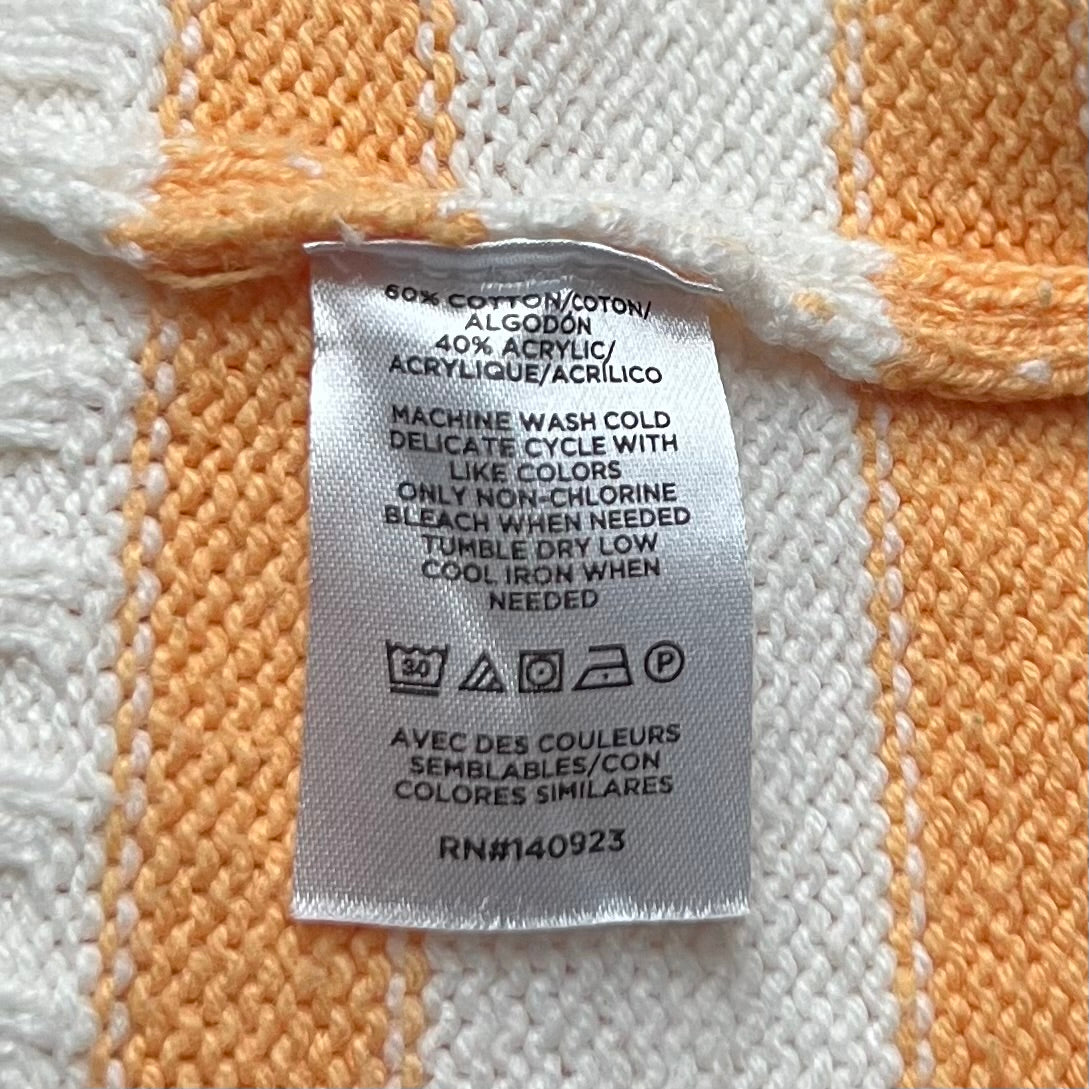 60% COTTON/COTON/
ALGODÓN
40% ACRYLIC/
ACRYLIQUE/ACRÍLICO
MACHINE WASH COLD
DELICATE CYCLE WITH
LIKE COLORS
ONLY NON-CHLORINE
BLEACH WHEN NEEDED
TUMBLE DRY LOW
COOL IRON WHEN
NEEDED
30 P
AVEC DES COULEURS
SEMBLABLES/CON
COLORES SIMILARES
RN#140923